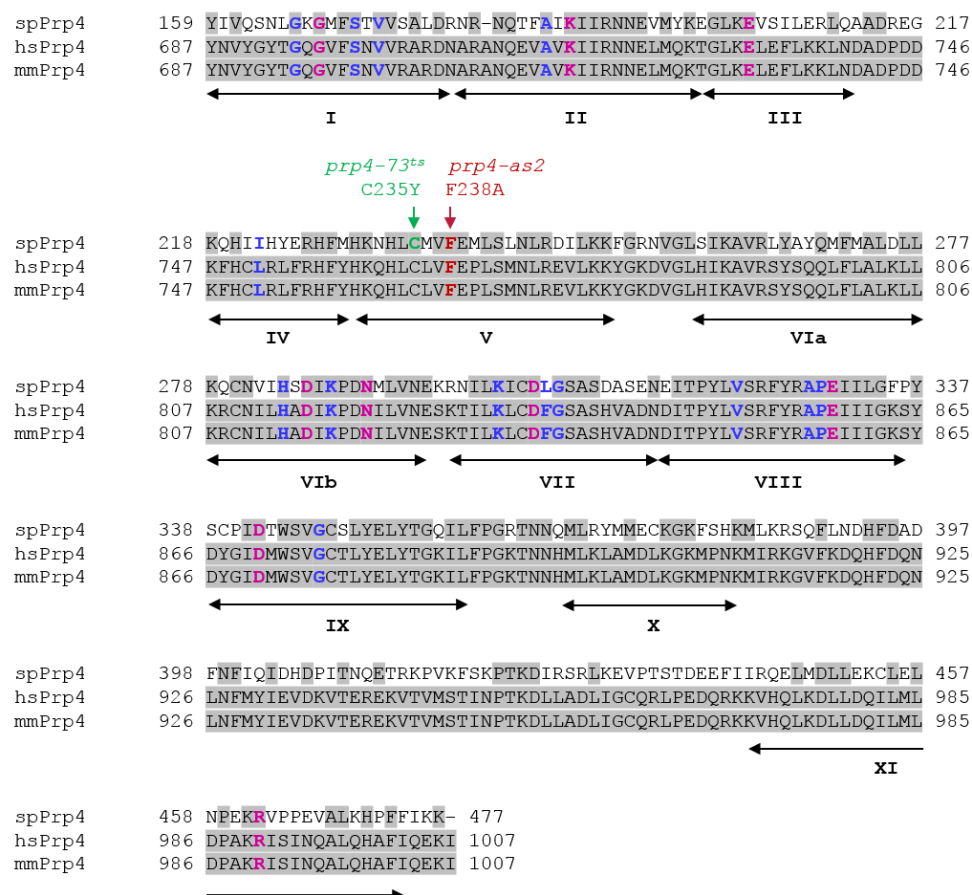 spPrp4 159 YIVQSNLGKGMFSTVVSALDRNR-NQTFAIKIIRNNEVMYKEGLKEVSILERLQAADREG 217
hsPrp4 687 YNVYGYTGQGVFSNVVRARDNARANQEVAVKIIRNNELMQKTGLKELEFLKKLNDADPDD 746
mmPrp4 687 YNVYGYTGQGVFSNVVRARDNARANQEVAVKIIRNNELMQKTGLKELEFLKKLNDADPDD 746
I II III
prp4-73ts prp4-as2
C235Y F238A
spPrp4 218 KQHIIHYERHFMHKNHLCMVFEMLSLNLRDILKKFGRNVGLSIKAVRLYAYQMFMALDLL 277
hsPrp4 747 KFHCLRLFRHFYHKQHLCLVFEPLSMNLREVLKKYGKDVGLHIKAVRSYSQQLFLALKLL 806
mmPrp4 747 KFHCLRLFRHFYHKQHLCLVFEPLSMNLREVLKKYGKDVGLHIKAVRSYSQQLFLALKLL 806
IV V VIa
spPrp4 278 KQCNVIHSDIKPDNMLVNEKRNILKICDLGSASDASENEITPYLVSRFYRAPEIILGFPY 337
hsPrp4 807 KRCNILHADIKPDNILVNESKTILKLCDFGSASHVADNDITPYLVSRFYRAPEIIIGKSY 865
mmPrp4 807 KRCNILHADIKPDNILVNESKTILKLCDFGSASHVADNDITPYLVSRFYRAPEIIIGKSY 865
VIb VII VIII
spPrp4 338 SCPIDTWSVGCSLYELYTGQILFPGRTNNQMLRYMMECKGKFSHKMLKRSQFLNDHFDAD 397
hsPrp4 866 DYGIDMWSVGCTLYELYTGKILFPGKTNNHMLKLAMDLKGKMPNKMIRKGVFKDQHFDQN 925
mmPrp4 866 DYGIDMWSVGCTLYELYTGKILFPGKTNNHMLKLAMDLKGKMPNKMIRKGVFKDQHFDQN 925
IX X
spPrp4 398 FNFIQIDHDPITNQETRKPVKFSKPTKDIRSRLKEVPTSTDEEFIIRQELMDLLEKCLEL 457
hsPrp4 926 LNFMYIEVDKVTEREKVTVMSTINPTKDLLADLIGCQRLPEDQRKKVHQLKDLLDQILML 985
mmPrp4 926 LNFMYIEVDKVTEREKVTVMSTINPTKDLLADLIGCQRLPEDQRKKVHQLKDLLDQILML 985
XI
spPrp4 458 NPEKRVPPEVALKHPFFIKK- 477
hsPrp4 986 DPAKRISINQALQHAFIQEKI 1007
mmPrp4 986 DPAKRISINQALQHAFIQEKI 1007